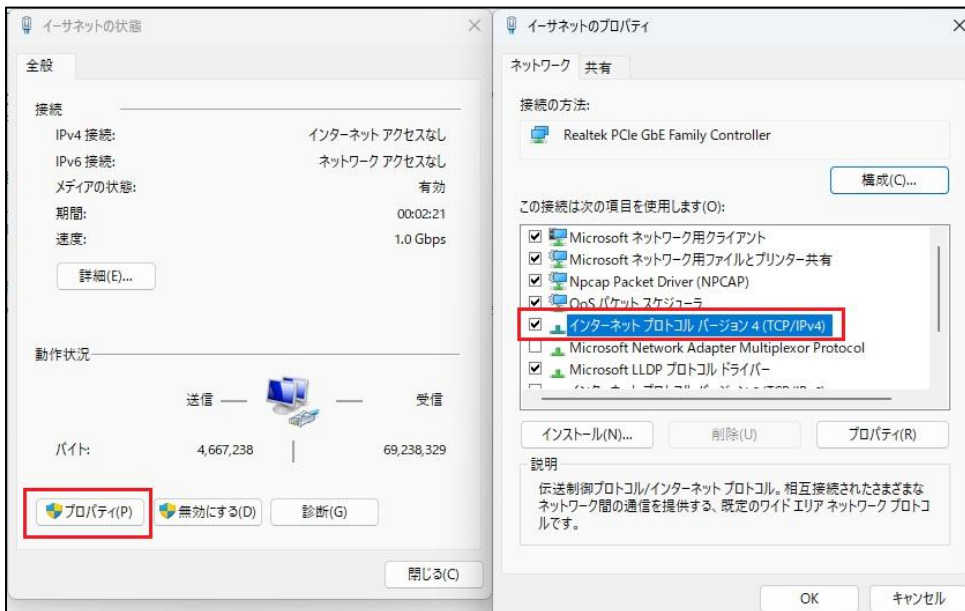 イーサネットの状態
全般
接続
IPv4 接続: インターネット アクセスなし
IPv6 接続: ネットワーク アクセスなし
メディアの状態: 有効
期間: 00:02:21
速度: 1.0 Gbps
詳細(E)...
動作状況
送信 受信
バイト: 4,667,238 69,238,329
プロパティ(P) 無効にする(D) 診断(G)
閉じる(C)
イーサネットのプロパティ
ネットワーク 共有
接続の方法:
Realtek PCIe GbE Family Controller
構成(C)...
この接続は次の項目を使用します(O):
Microsoft ネットワーク用クライアント
Microsoft ネットワーク用ファイルとプリンター共有
Npcap Packet Driver (NPCAP)
QoS パケット スケジューラ
インターネット プロトコル バージョン 4 (TCP/IPv4)
Microsoft Network Adapter Multiplexor Protocol
Microsoft LLDP プロトコル ドライバー
インストール(N)... 削除(U) プロパティ(R)
説明
伝送制御プロトコル/インターネット プロトコル。相互接続されたさまざまな
ネットワーク間の通信を提供する、既定のワイド エリア ネットワーク プロトコ
ルです。
OK キャンセル